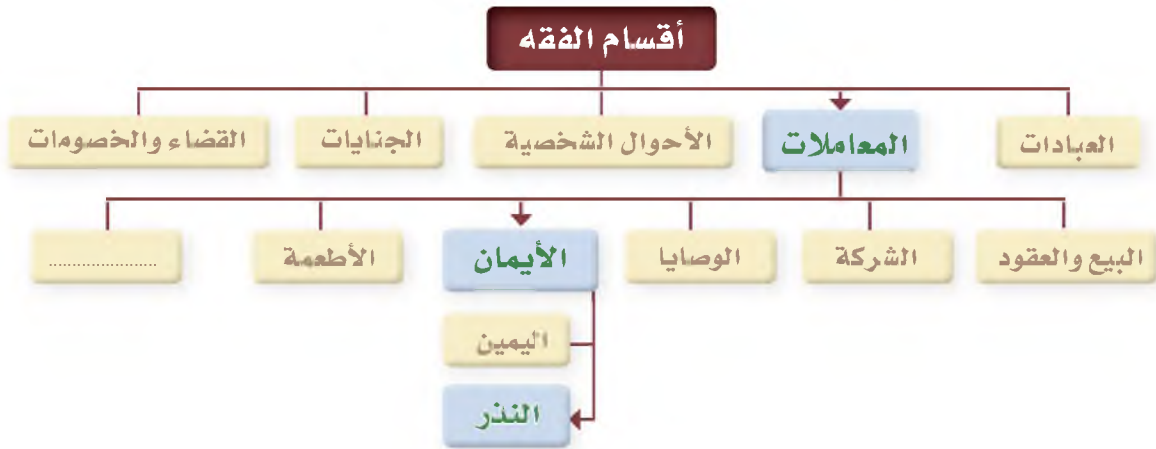 أقسام الفقه
العبادات
المعاملات
الأحوال الشخصية
الجنايات
القضاء والخصومات
البيع والعقود
الشركة
الوصايا
الأيمان
الأطعمة
........................
اليمين
النذر